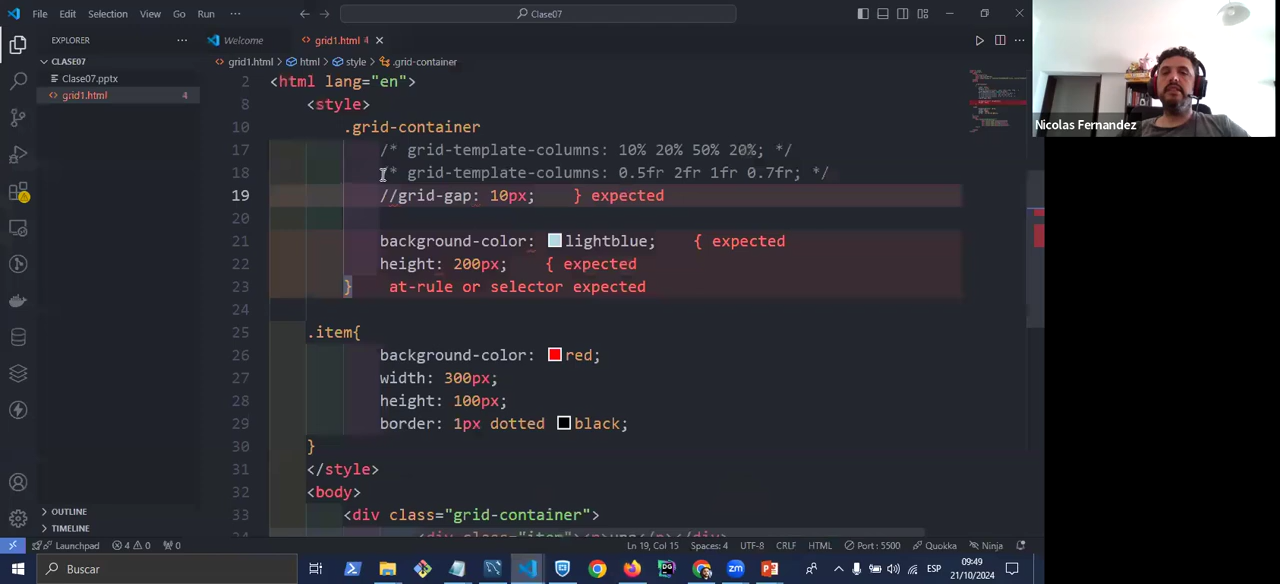 File Edit Selection View Go Run ··· Clase07
EXPLORER ··· Welcome grid1.html 4
CLASE07
Clase07.pptx
grid1.html 4
grid1.html > html > style > .grid-container
2 <html lang="en">
8 <style>
10 .grid-container
17 /* grid-template-columns: 10% 20% 50% 20%; */
18 /* grid-template-columns: 0.5fr 2fr 1fr 0.7fr; */
19 //grid-gap: 10px; } expected
20
21 background-color: lightblue; { expected
22 height: 200px; { expected
23 } at-rule or selector expected
24
25 .item{
26 background-color: red;
27 width: 300px;
28 height: 100px;
29 border: 1px dotted black;
30 }
31 </style>
32 <body>
33 <div class="grid-container">
Nicolas Fernandez
OUTLINE
TIMELINE
Launchpad 4 0 0 Ln 19, Col 15 Spaces: 4 UTF-8 CRLF HTML Port : 5500 Quokka Ninja
Buscar
ESP
09:49
21/10/2024